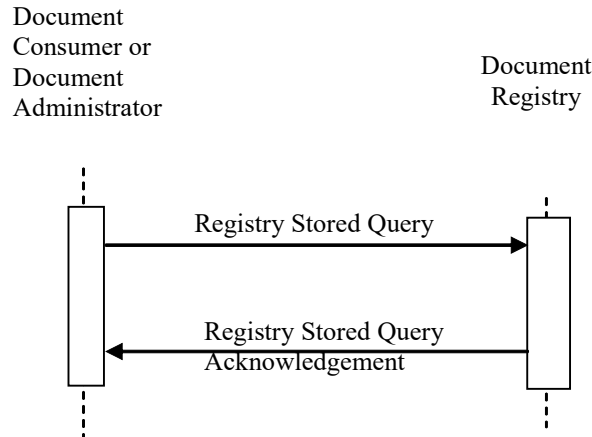 Document
Consumer or
Document
Administrator
Document
Registry
Registry Stored Query
Registry Stored Query
Acknowledgement